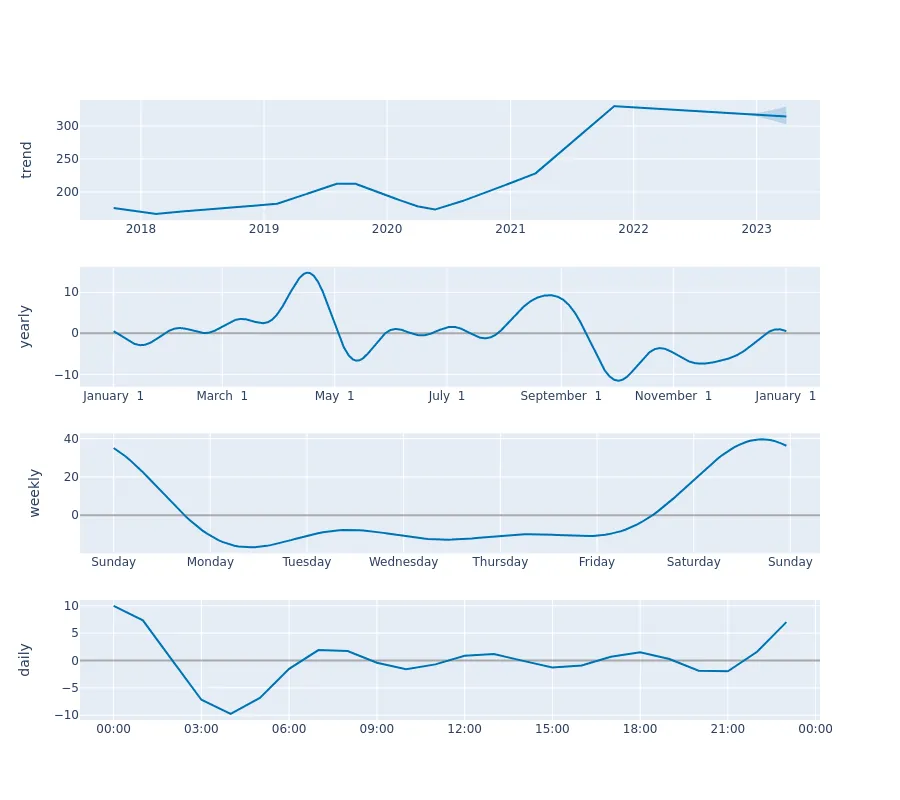 300
250
200
trend
2018 2019 2020 2021 2022 2023
10
0
−10
yearly
January 1 March 1 May 1 July 1 September 1 November 1 January 1
40
20
0
weekly
Sunday Monday Tuesday Wednesday Thursday Friday Saturday Sunday
10
5
0
−5
−10
daily
00:00 03:00 06:00 09:00 12:00 15:00 18:00 21:00 00:00